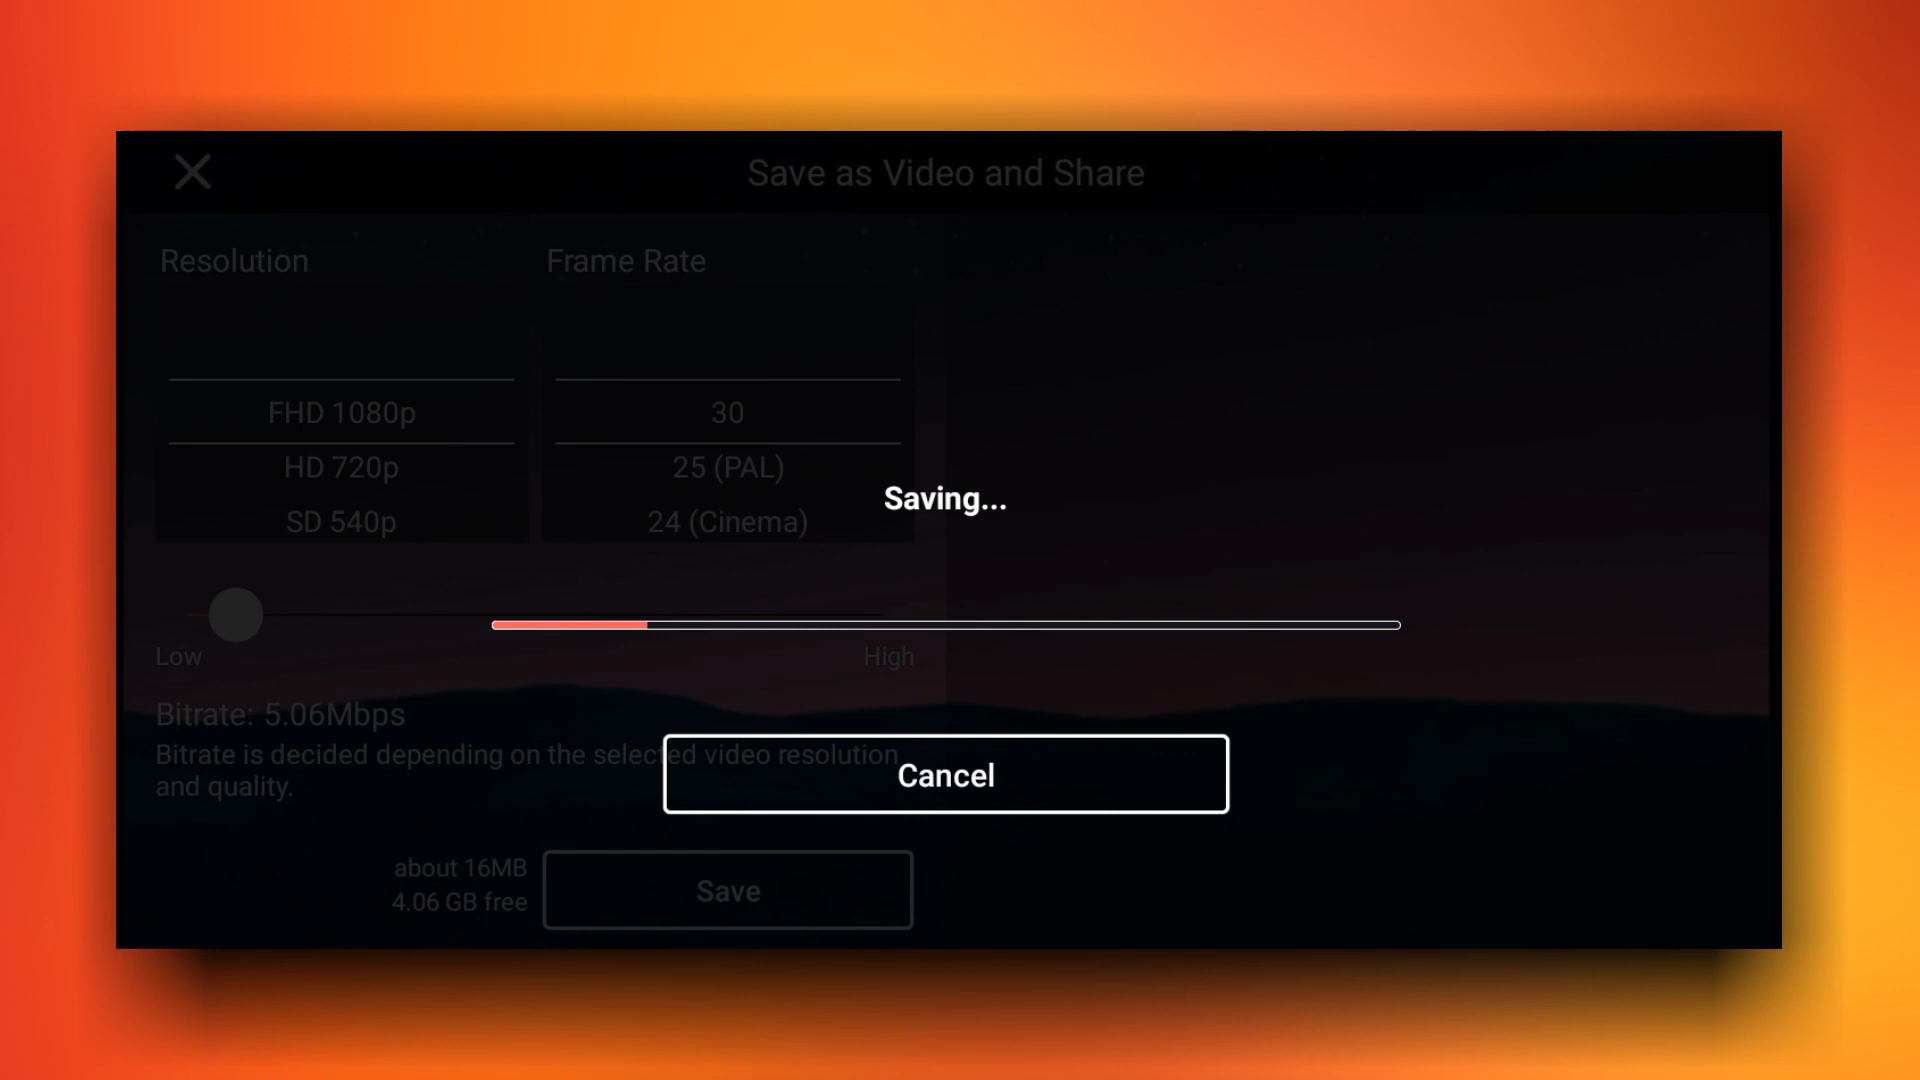 Save as Video and Share
Resolution
Frame Rate
FHD 1080p
30
HD 720p
25 (PAL)
SD 540p
24 (Cinema)
Saving...
Low
High
Bitrate: 5.06Mbps
Bitrate is decided depending on the selected video resolution
and quality.
Cancel
about 16MB
4.06 GB free
Save